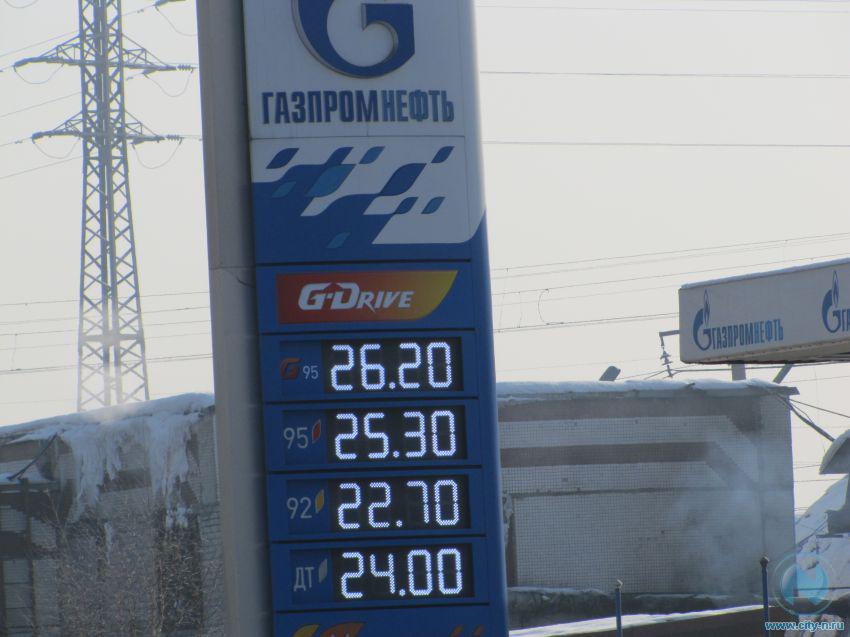 ГАЗПРОМНЕФТЬ
G-DRIVE
G 95 26.20
95 25.30
92 22.70
ДТ 24.00
ГАЗПРОМНЕФТЬ
www.city-n.ru